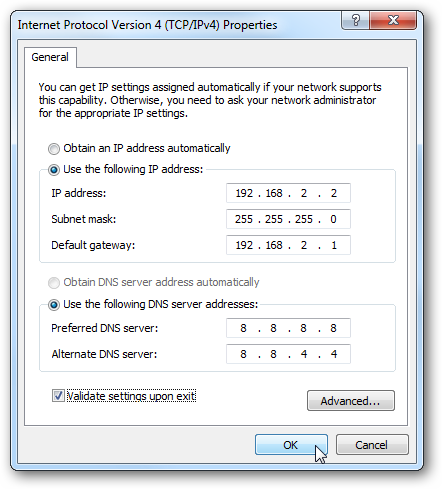 Internet Protocol Version 4 (TCP/IPv4) Properties
General
You can get IP settings assigned automatically if your network supports
this capability. Otherwise, you need to ask your network administrator
for the appropriate IP settings.
Obtain an IP address automatically
Use the following IP address:
IP address: 192 . 168 . 2 . 2
Subnet mask: 255 . 255 . 255 . 0
Default gateway: 192 . 168 . 2 . 1
Obtain DNS server address automatically
Use the following DNS server addresses:
Preferred DNS server: 8 . 8 . 8 . 8
Alternate DNS server: 8 . 8 . 4 . 4
Validate settings upon exit
Advanced...
OK Cancel